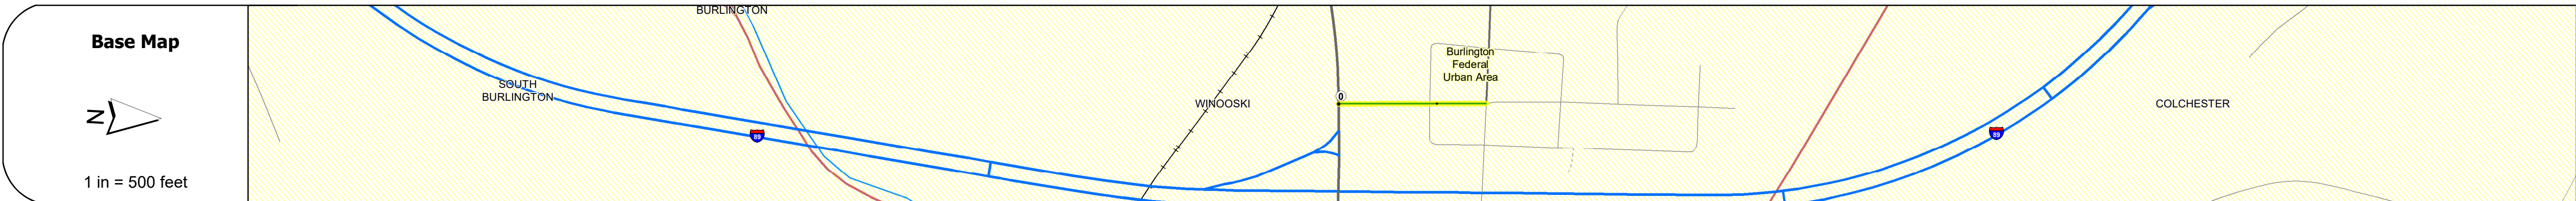 Base Map
N
1 in = 500 feet
BURLINGTON
SOUTH
BURLINGTON
89
WINOOSKI
0
Burlington
Federal
Urban Area
89
COLCHESTER